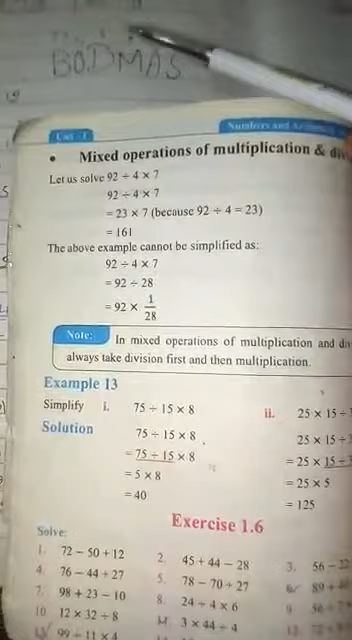 BODMAS
Unit - 1
Numbers and
• Mixed operations of multiplication &
Let us solve 92 ÷ 4 × 7
92 ÷ 4 × 7
= 23 × 7 (because 92 ÷ 4 = 23)
= 161
The above example cannot be simplified as:
92 ÷ 4 × 7
= 92 ÷ 28
= 92 × 1/28
Note: In mixed operations of multiplication and
always take division first and then multiplication.
Example 13
Simplify i. 75 ÷ 15 × 8 ii. 25 × 15 ÷
Solution 75 ÷ 15 × 8 25 × 15 ÷
= 75 ÷ 15 × 8 = 25 × 15 ÷
= 5 × 8 = 25 × 5
= 40 = 125
Exercise 1.6
Solve:
1. 72 − 50 + 12 2. 45 + 44 − 28 3. 56 −
4. 76 − 44 + 27 5. 78 − 70 + 27
7. 98 + 23 − 10 8. 24 ÷ 4 × 6
10. 12 × 32 ÷ 8 3 × 44 ÷ 4
99 ÷ 11 × 4